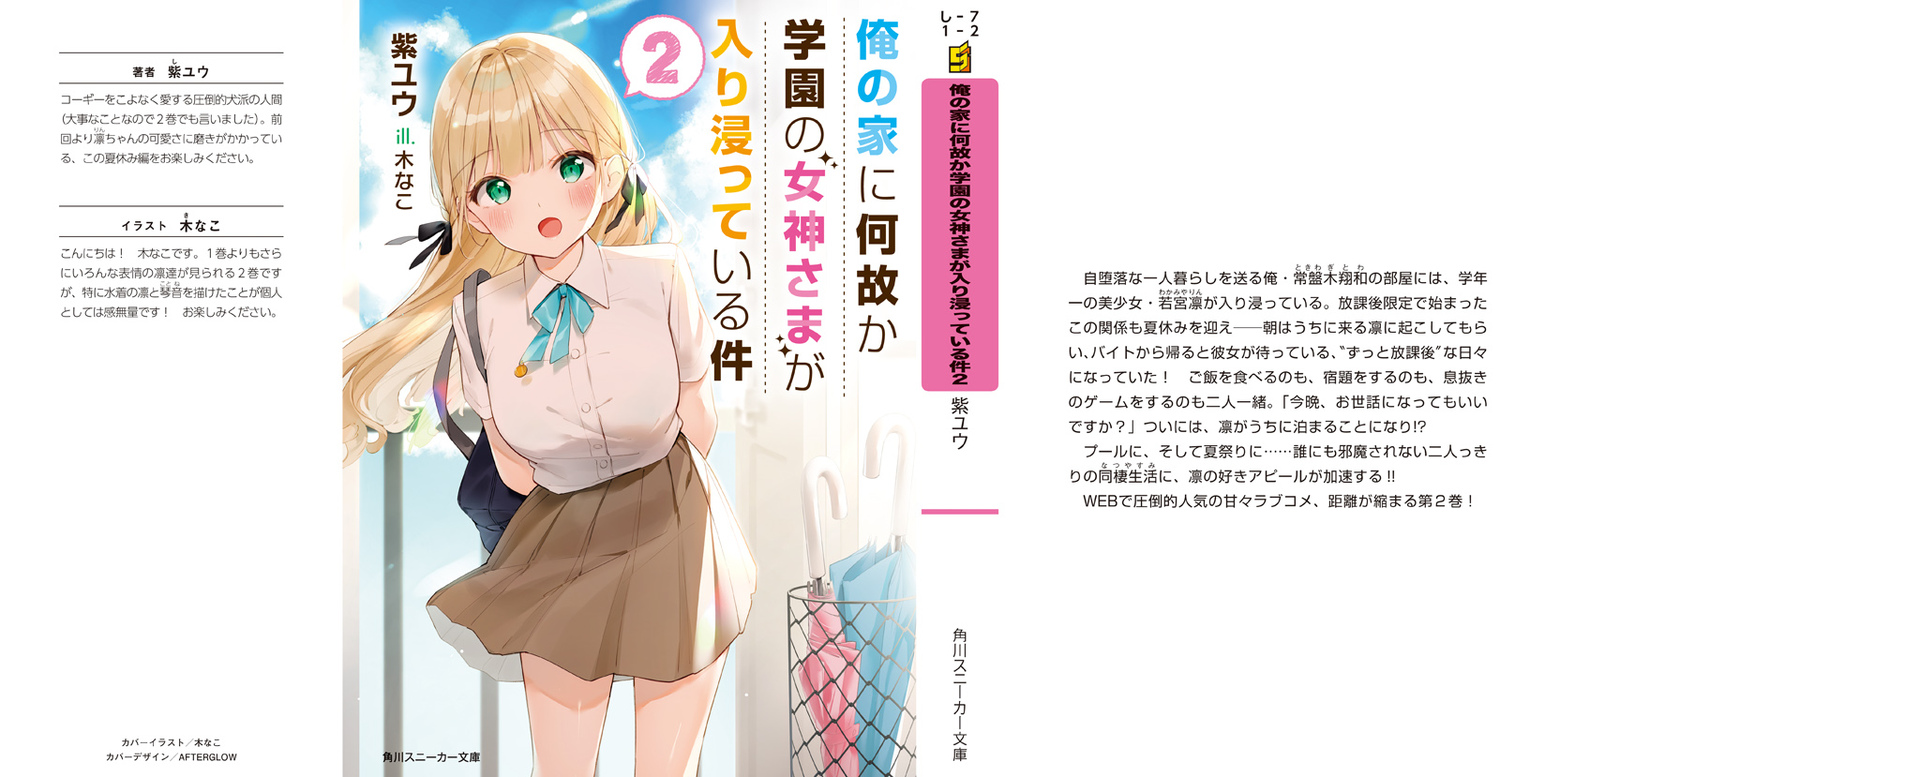 著者 紫ユウ
コーギーをこよなく愛する圧倒的犬派の人間
(大事なことなので2巻でも言いました)。前
回より凛ちゃんの可愛さに磨きがかかってい
る、この夏休み編をお楽しみください。
イラスト 木なこ
こんにちは! 木なこです。1巻よりもさら
にいろんな表情の凛達が見られる2巻です
が、特に水着の凛と琴音を描けたことが個人
としては感無量です! お楽しみください。
カバーイラスト/木なこ
カバーデザイン/AFTERGLOW
俺の家に何故か
学園の女神さまが
入り浸っている件
2
紫ユウ
ill.木なこ
角川スニーカー文庫
し-7
1-2
俺の家に何故か学園の女神さまが入り浸っている件2
紫ユウ
角川スニーカー文庫
自堕落な一人暮らしを送る俺・常盤木翔和の部屋には、学年
一の美少女・若宮凛が入り浸っている。放課後限定で始まった
この関係も夏休みを迎え――朝はうちに来る凛に起こしてもら
い、バイトから帰ると彼女が待っている、〝ずっと放課後〟な日々
になっていた! ご飯を食べるのも、宿題をするのも、息抜き
のゲームをするのも二人一緒。「今晩、お世話になってもいい
ですか?」ついには、凛がうちに泊まることになり!?
プールに、そして夏祭りに……誰にも邪魔されない二人っき
りの同棲生活に、凛の好きアピールが加速する!!
WEBで圧倒的人気の甘々ラブコメ、距離が縮まる第2巻!